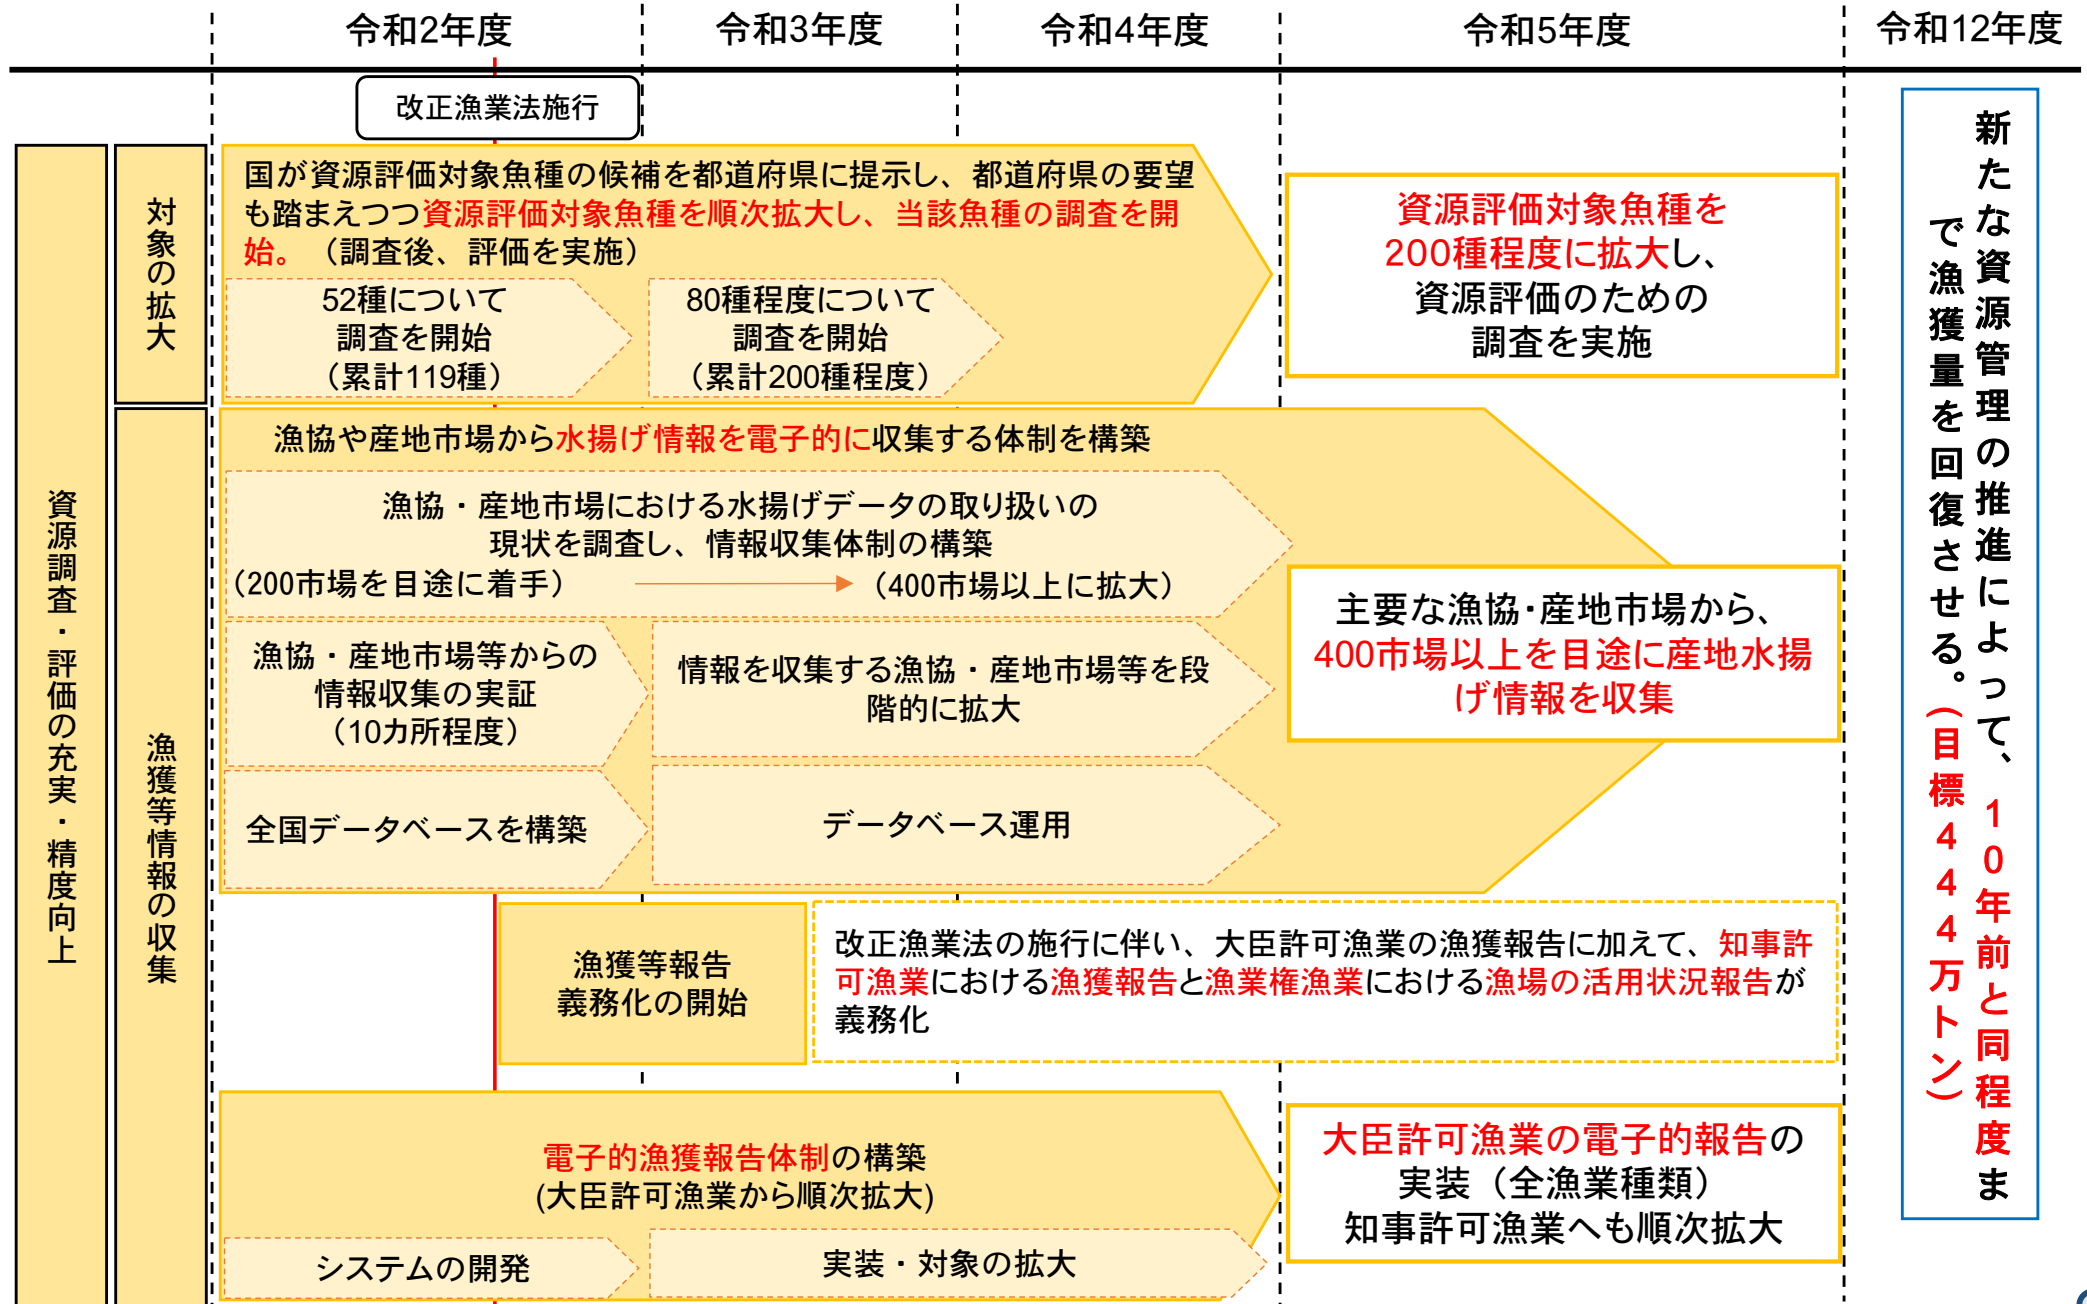 令和2年度
令和3年度
令和4年度
令和5年度
令和12年度
改正漁業法施行
資源調査・評価の充実・精度向上
対象の拡大
国が資源評価対象魚種の候補を都道府県に提示し、都道府県の要望
も踏まえつつ資源評価対象魚種を順次拡大し、当該魚種の調査を開
始。（調査後、評価を実施）
52種について
調査を開始
（累計119種）
80種程度について
調査を開始
（累計200種程度）
資源評価対象魚種を
200種程度に拡大し、
資源評価のための
調査を実施
漁獲等情報の収集
漁協や産地市場から水揚げ情報を電子的に収集する体制を構築
漁協・産地市場における水揚げデータの取り扱いの
現状を調査し、情報収集体制の構築
（200市場を目途に着手）
（400市場以上に拡大）
漁協・産地市場等からの
情報収集の実証
（10カ所程度）
情報を収集する漁協・産地市場等を段
階的に拡大
主要な漁協・産地市場から、
400市場以上を目途に産地水揚
げ情報を収集
全国データベースを構築
データベース運用
漁獲等報告
義務化の開始
改正漁業法の施行に伴い、大臣許可漁業の漁獲報告に加えて、知事許
可漁業における漁獲報告と漁業権漁業における漁場の活用状況報告が
義務化
電子的漁獲報告体制の構築
(大臣許可漁業から順次拡大)
システムの開発
実装・対象の拡大
大臣許可漁業の電子的報告の
実装（全漁業種類）
知事許可漁業へも順次拡大
新たな資源管理の推進によって、10年前と同程度ま
で漁獲量を回復させる。（目標444万トン）